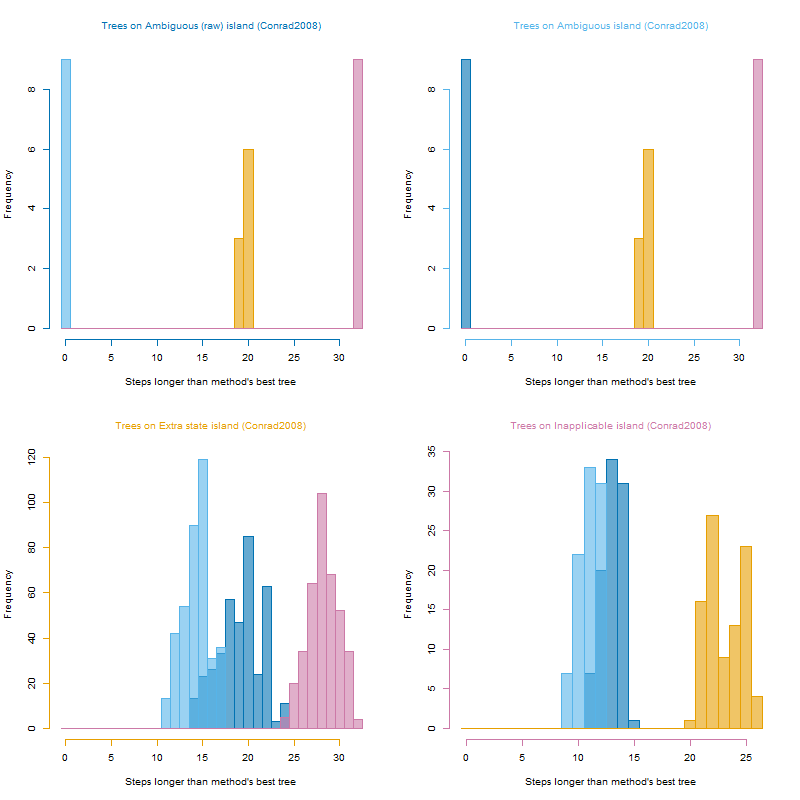 Trees on Ambiguous (raw) island (Conrad2008)
Frequency
8
6
4
2
0
0 5 10 15 20 25 30
Steps longer than method's best tree
Trees on Ambiguous island (Conrad2008)
Frequency
8
6
4
2
0
0 5 10 15 20 25 30
Steps longer than method's best tree
Trees on Extra state island (Conrad2008)
Frequency
120
100
80
60
40
20
0
0 5 10 15 20 25 30
Steps longer than method's best tree
Trees on Inapplicable island (Conrad2008)
Frequency
35
30
25
20
15
10
5
0
0 5 10 15 20 25
Steps longer than method's best tree